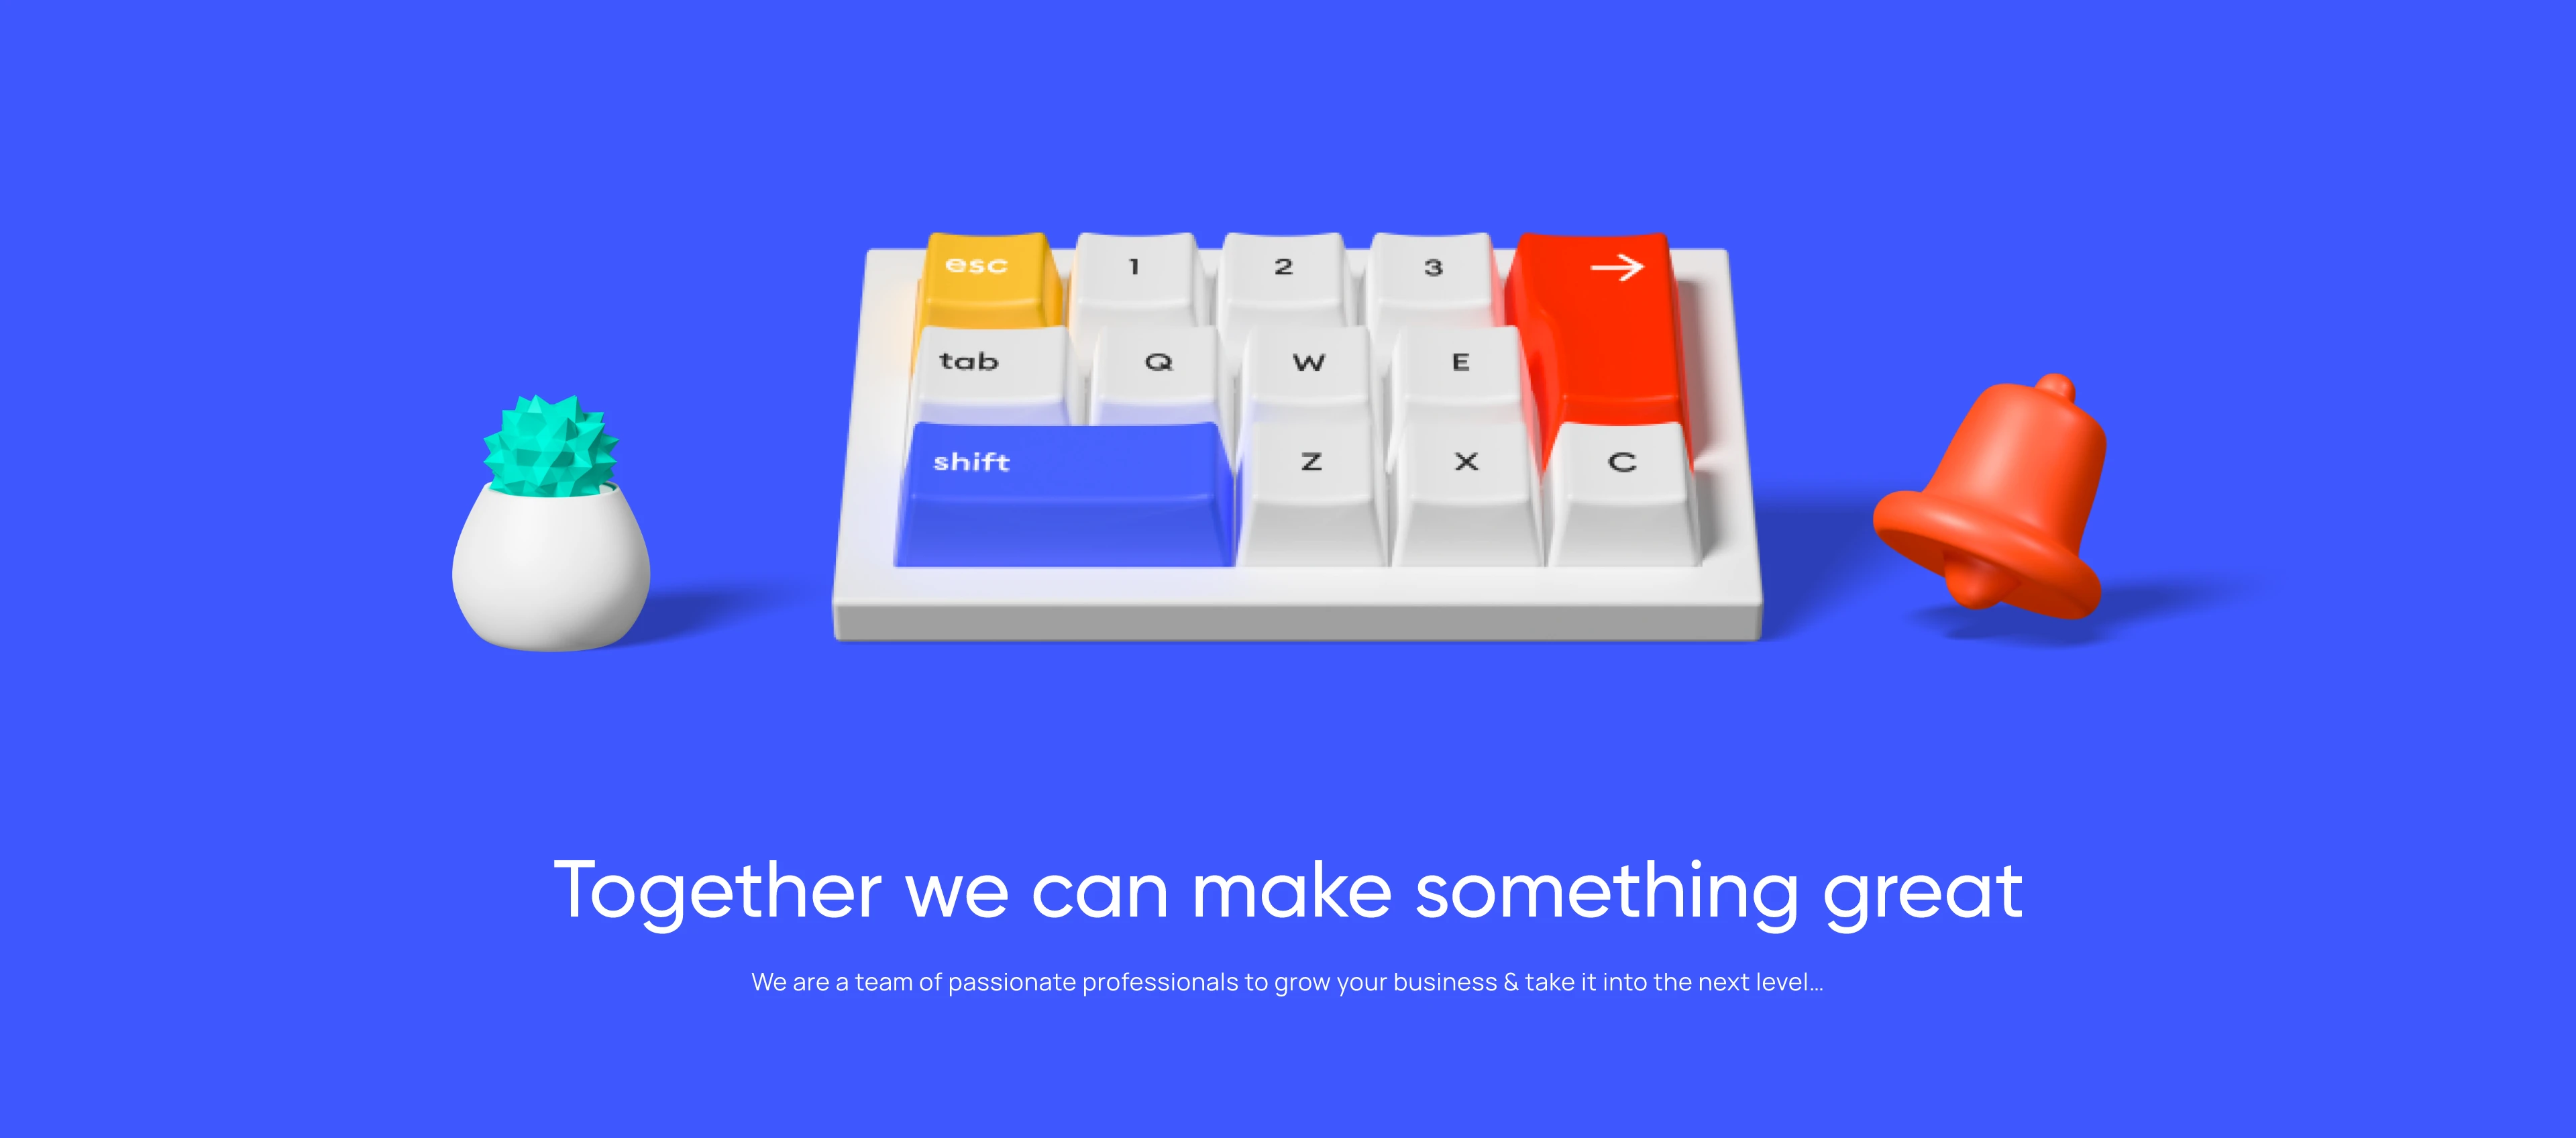 esc 1 2 3 →
tab Q W E
shift Z X C
Together we can make something great
We are a team of passionate professionals to grow your business & take it into the next level...